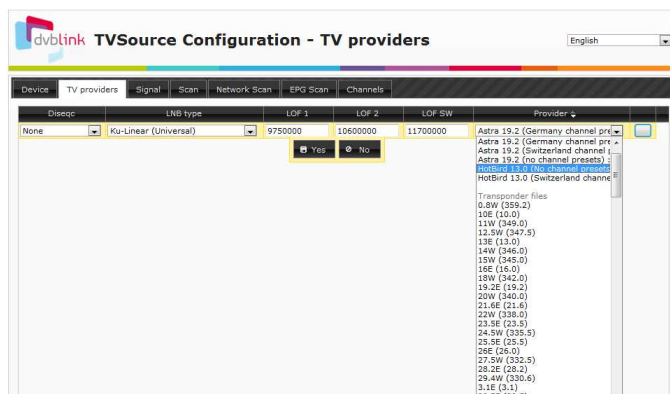 dvblink TVSource Configuration - TV providers
English
Device TV providers Signal Scan Network Scan EPG Scan Channels
Diseqc LNB type LOF 1 LOF 2 LOF SW Provider
None Ku-Linear (Universal) 9750000 10600000 11700000 Astra 19.2 (Germany channel pre
Yes No
Astra 19.2 (Germany channel pre
Astra 19.2 (Switzerland channel p
Astra 19.2 (no channel presets) :
HotBird 13.0 (No channel presets
HotBird 13.0 (Switzerland channe
Transponder files
0.8W (359.2)
10E (10.0)
11W (349.0)
12.5W (347.5)
13E (13.0)
14W (346.0)
15W (345.0)
16E (16.0)
18W (342.0)
19.2E (19.2)
20W (340.0)
21.6E (21.6)
22W (338.0)
23.5E (23.5)
24.5W (335.5)
25.5E (25.5)
26E (26.0)
27.5W (332.5)
28.2E (28.2)
29.4W (330.6)
3.1E (3.1)